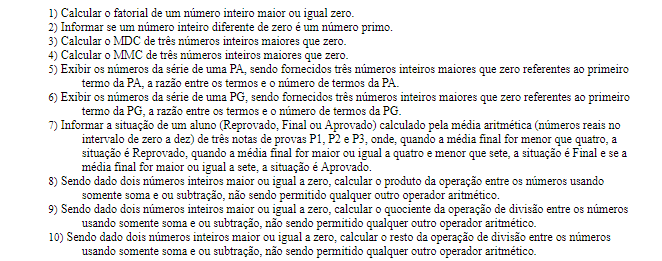 1) Calcular o fatorial de um número inteiro maior ou igual zero.
2) Informar se um número inteiro diferente de zero é um número primo.
3) Calcular o MDC de três números inteiros maiores que zero.
4) Calcular o MMC de três números inteiros maiores que zero.
5) Exibir os números da série de uma PA, sendo fornecidos três números inteiros maiores que zero referentes ao primeiro
termo da PA, a razão entre os termos e o número de termos da PA.
6) Exibir os números da série de uma PG, sendo fornecidos três números inteiros maiores que zero referentes ao primeiro
termo da PG, a razão entre os termos e o número de termos da PG.
7) Informar a situação de um aluno (Reprovado, Final ou Aprovado) calculado pela média aritmética (números reais no
intervalo de zero a dez) de três notas de provas P1, P2 e P3, onde, quando a média final for menor que quatro, a
situação é Reprovado, quando a média final for maior ou igual a quatro e menor que sete, a situação é Final e se a
média final for maior ou igual a sete, a situação é Aprovado.
8) Sendo dado dois números inteiros maior ou igual a zero, calcular o produto da operação entre os números usando
somente soma e ou subtração, não sendo permitido qualquer outro operador aritmético.
9) Sendo dado dois números inteiros maior ou igual a zero, calcular o quociente da operação de divisão entre os números
usando somente soma e ou subtração, não sendo permitido qualquer outro operador aritmético.
10) Sendo dado dois números inteiros maior ou igual a zero, calcular o resto da operação de divisão entre os números
usando somente soma e ou subtração, não sendo permitido qualquer outro operador aritmético.